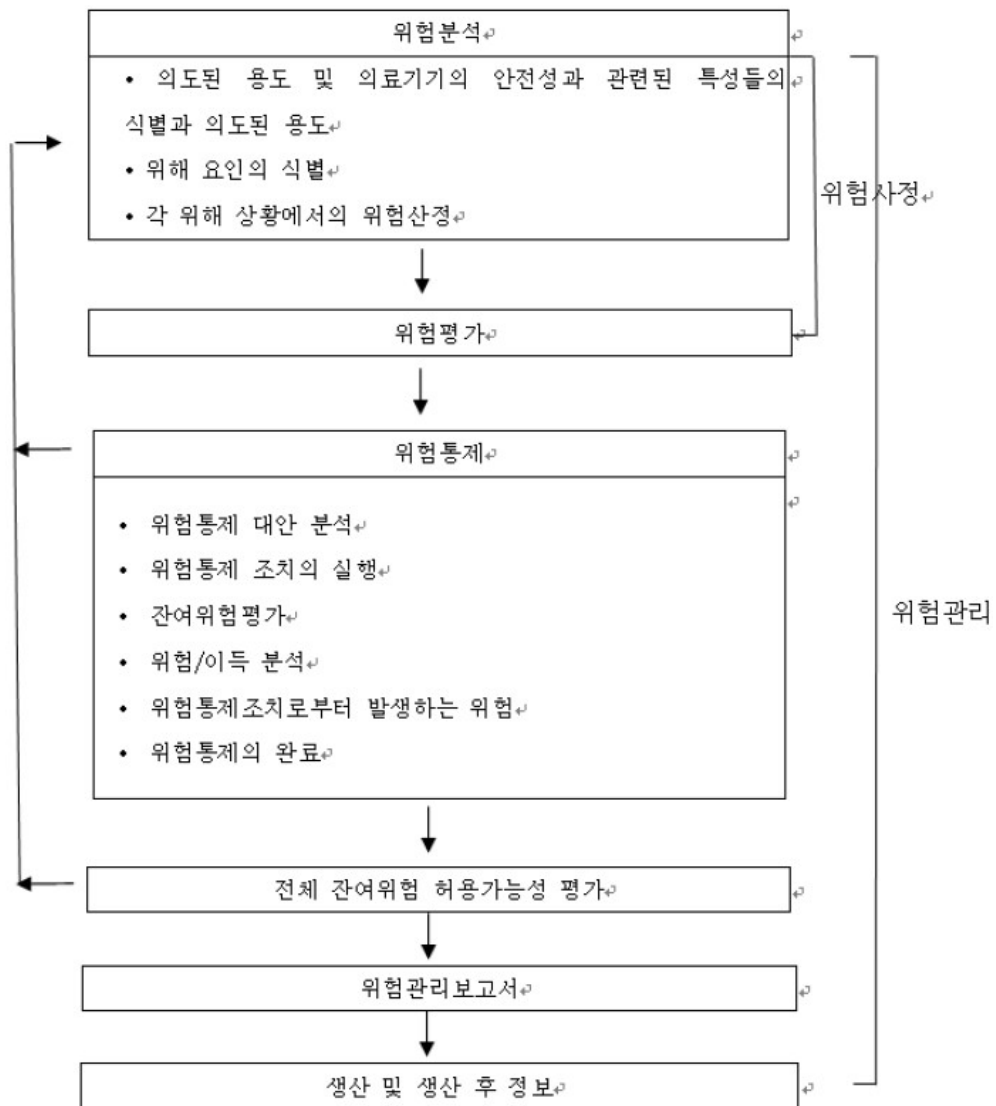 위험분석
• 의도된 용도 및 의료기기의 안전성과 관련된 특성들의
식별과 의도된 용도
• 위해 요인의 식별
• 각 위해 상황에서의 위험산정
위험사정
위험평가
위험통제
• 위험통제 대안 분석
• 위험통제 조치의 실행
• 잔여위험평가
• 위험/이득 분석
• 위험통제조치로부터 발생하는 위험
• 위험통제의 완료
위험관리
전체 잔여위험 허용가능성 평가
위험관리보고서
생산 및 생산 후 정보